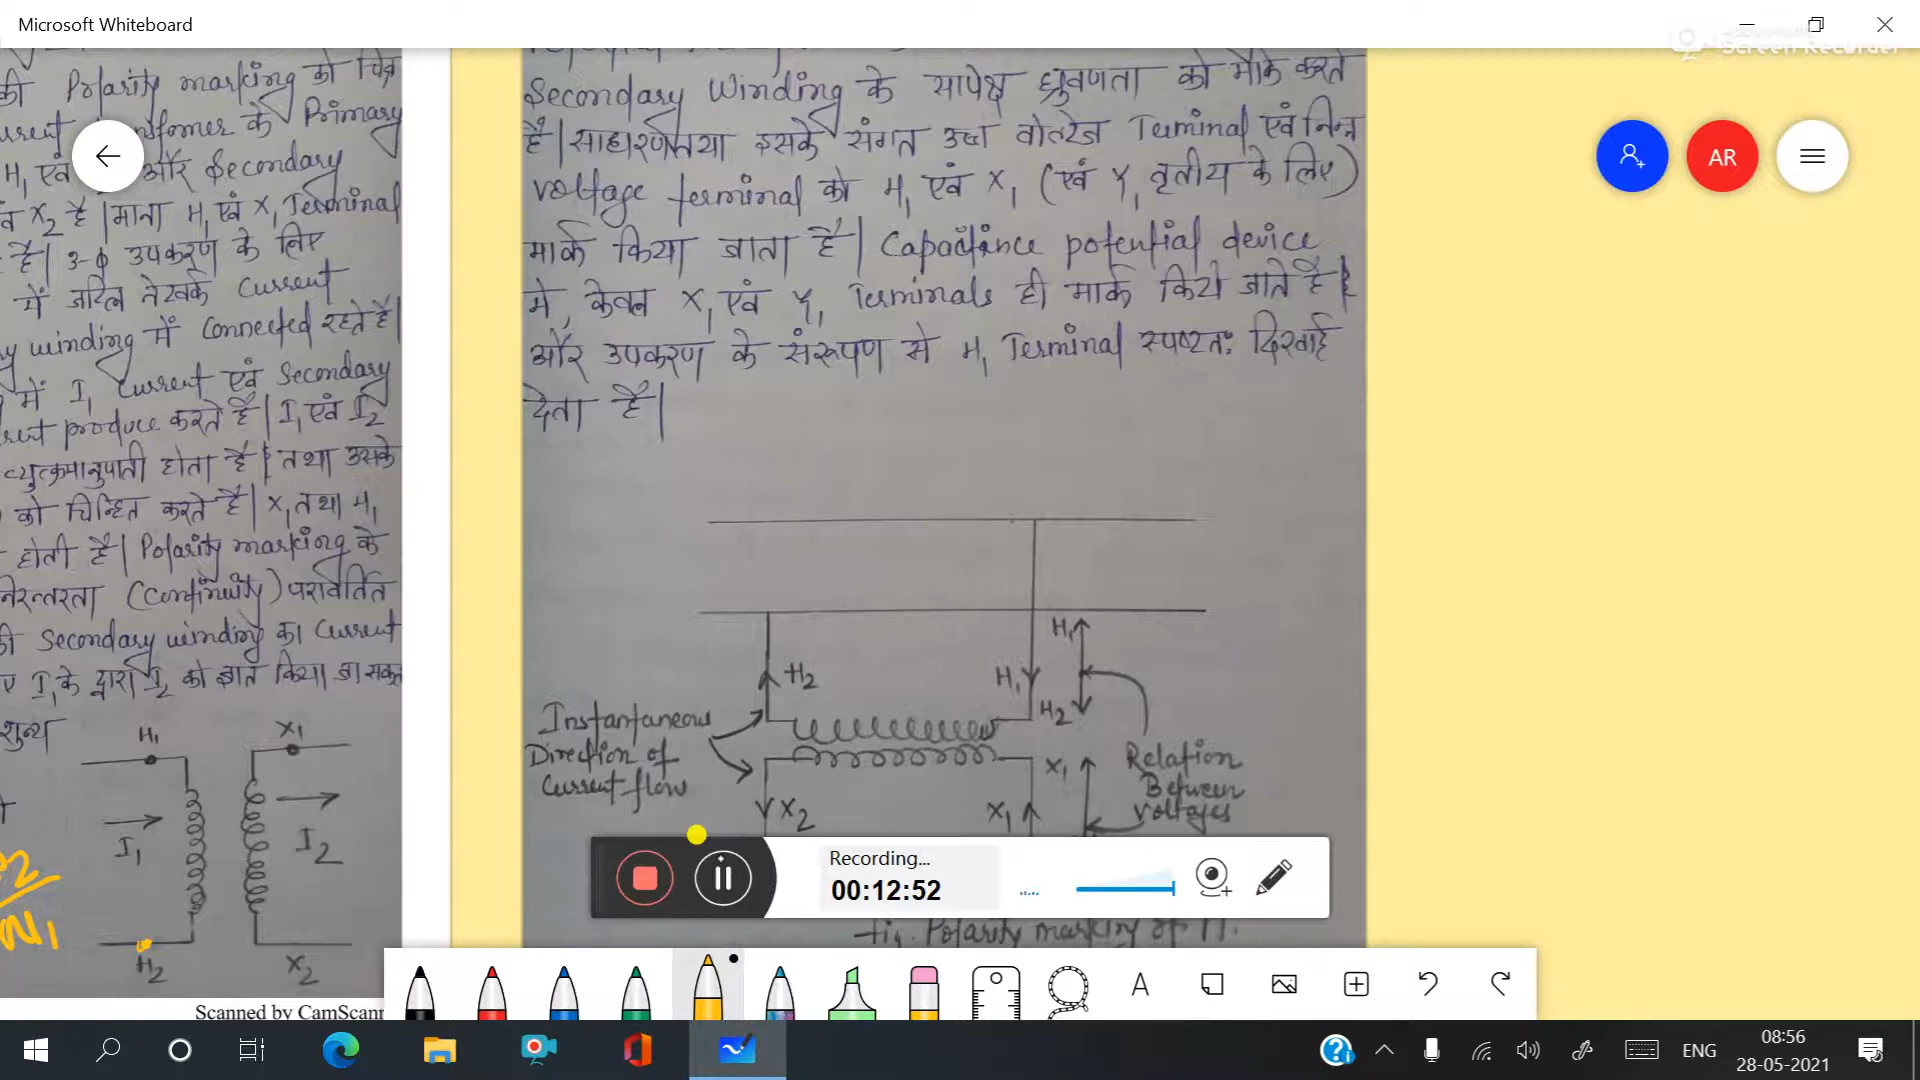 Microsoft Whiteboard
Screen Recorder
की Polarity marking को चित्र
के Primary
H₁ एवं और Secondary
X₂ है | माना H₁ एवं X₁ Terminal
है | 3-ϕ उपकरण के लिए
में Current
winding में Connected रहते है |
में I₁ Current एवं Secondary
produce करते है | I₁ एवं I₂
व्युत्क्रमानुपाती होता है | तथा उसके
को चिन्हित करते है | X₁ तथा H₁
होती है | Polarity marking के
(Continuity) परावर्तित
की Secondary winding का Current
I₁ के द्वारा I₂ को ज्ञात किया जा सकत
शून्य
H₁
X₁
I₁
I₂
H₂
X₂
N₁
Scanned by CamScann
Secondary Winding के सापेक्ष ध्रुवणता को मार्क करते
है | साधारणतया इसके संगत उच्च वोल्टेज Terminal एवं निम्न
voltage terminal को H₁ एवं X₁ (एवं Y₁ तृतीय के लिए)
मार्क किया जाता है | Capacitance potential device
मे, केवल X₁ एवं Y₁ Terminals ही मार्क किये जाते है |
और उपकरण के संरूपण से H₁ Terminal स्पष्टतः दिखाई
देता है |
H₁
H₂
H₁
H₂
Instantaneous
Direction of
Current flow
X₁
Relation
Between
Voltages
X₂
X₁
fig. Polarity marking of
AR
Recording...
00:12:52
A
ENG
08:56
28-05-2021